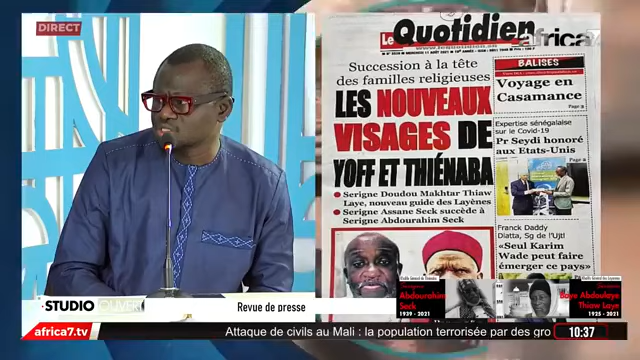 DIRECT
Le Quotidien
africa7
Succession à la tête
des familles religieuses
LES NOUVEAUX
VISAGES DE
YOFF ET THIÉNABA
Serigne Doudou Makhtar Thiaw
Laye, nouveau guide des Layènes
Serigne Assane Seck succède à
Serigne Abdourahim Seck
BALISES
Voyage en
Casamance
Expertise sénégalaise
sur le Covid-19
Pr Seydi honoré
aux Etats-Unis
Franck Daddy
Diatta, Sg de l'Ujtl
«Seul Karim
Wade peut faire
émerger ce pays»
Abdourahim
Seck
1939 - 2021
Baye Abdoulaye
Thiaw Laye
1925 - 2021
STUDIO OUVERT
Revue de presse
africa7.tv
Attaque de civils au Mali : la population terrorisée par des gro
10:37